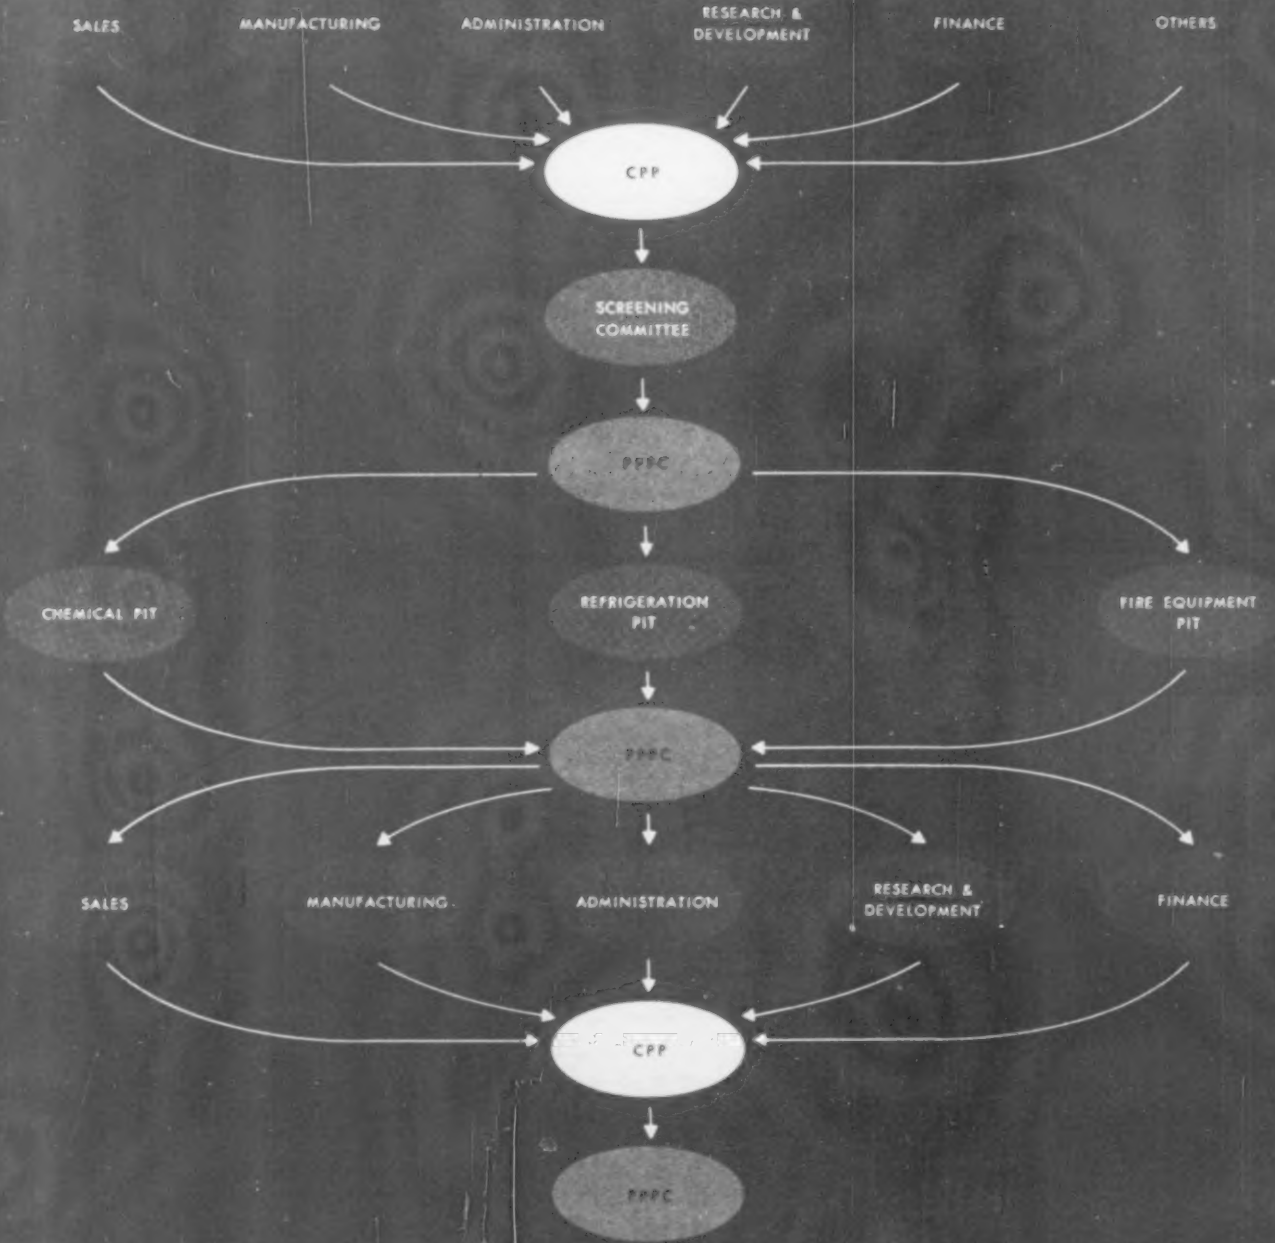 SALES
MANUFACTURING
ADMINISTRATION
RESEARCH &
DEVELOPMENT
FINANCE
OTHERS
CPP
SCREENING
COMMITTEE
PPPC
CHEMICAL PIT
REFRIGERATION
PIT
FIRE EQUIPMENT
PIT
PPPC
SALES
MANUFACTURING
ADMINISTRATION
RESEARCH &
DEVELOPMENT
FINANCE
CPP
PPPC